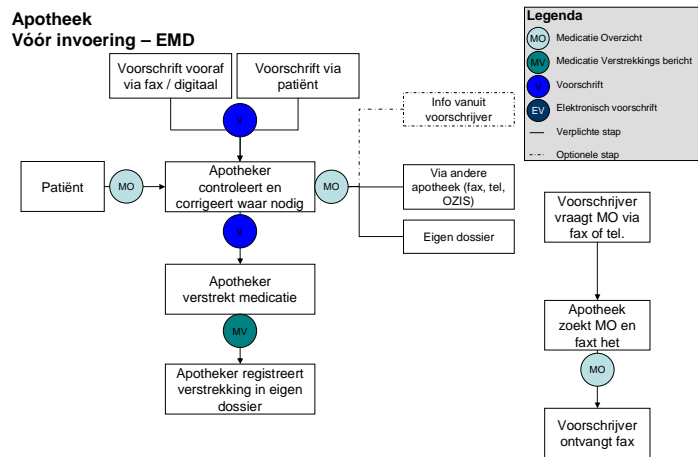 Apotheek
Vóór invoering – EMD
Legenda
MO Medicatie Overzicht
MV Medicatie Verstrekkings bericht
V Voorschrift
EV Elektronisch voorschrift
Verplichte stap
Optionele stap
Voorschrift vooraf
via fax / digitaal
Voorschrift via
patiënt
V
Info vanuit
voorschrijver
Patiënt
MO
Apotheker
controleert en
corrigeert waar nodig
MO
Via andere
apotheek (fax, tel,
OZIS)
Eigen dossier
V
Apotheker
verstrekt medicatie
MV
Apotheker registreert
verstrekking in eigen
dossier
Voorschrijver
vraagt MO via
fax of tel.
Apotheek
zoekt MO en
faxt het
MO
Voorschrijver
ontvangt fax